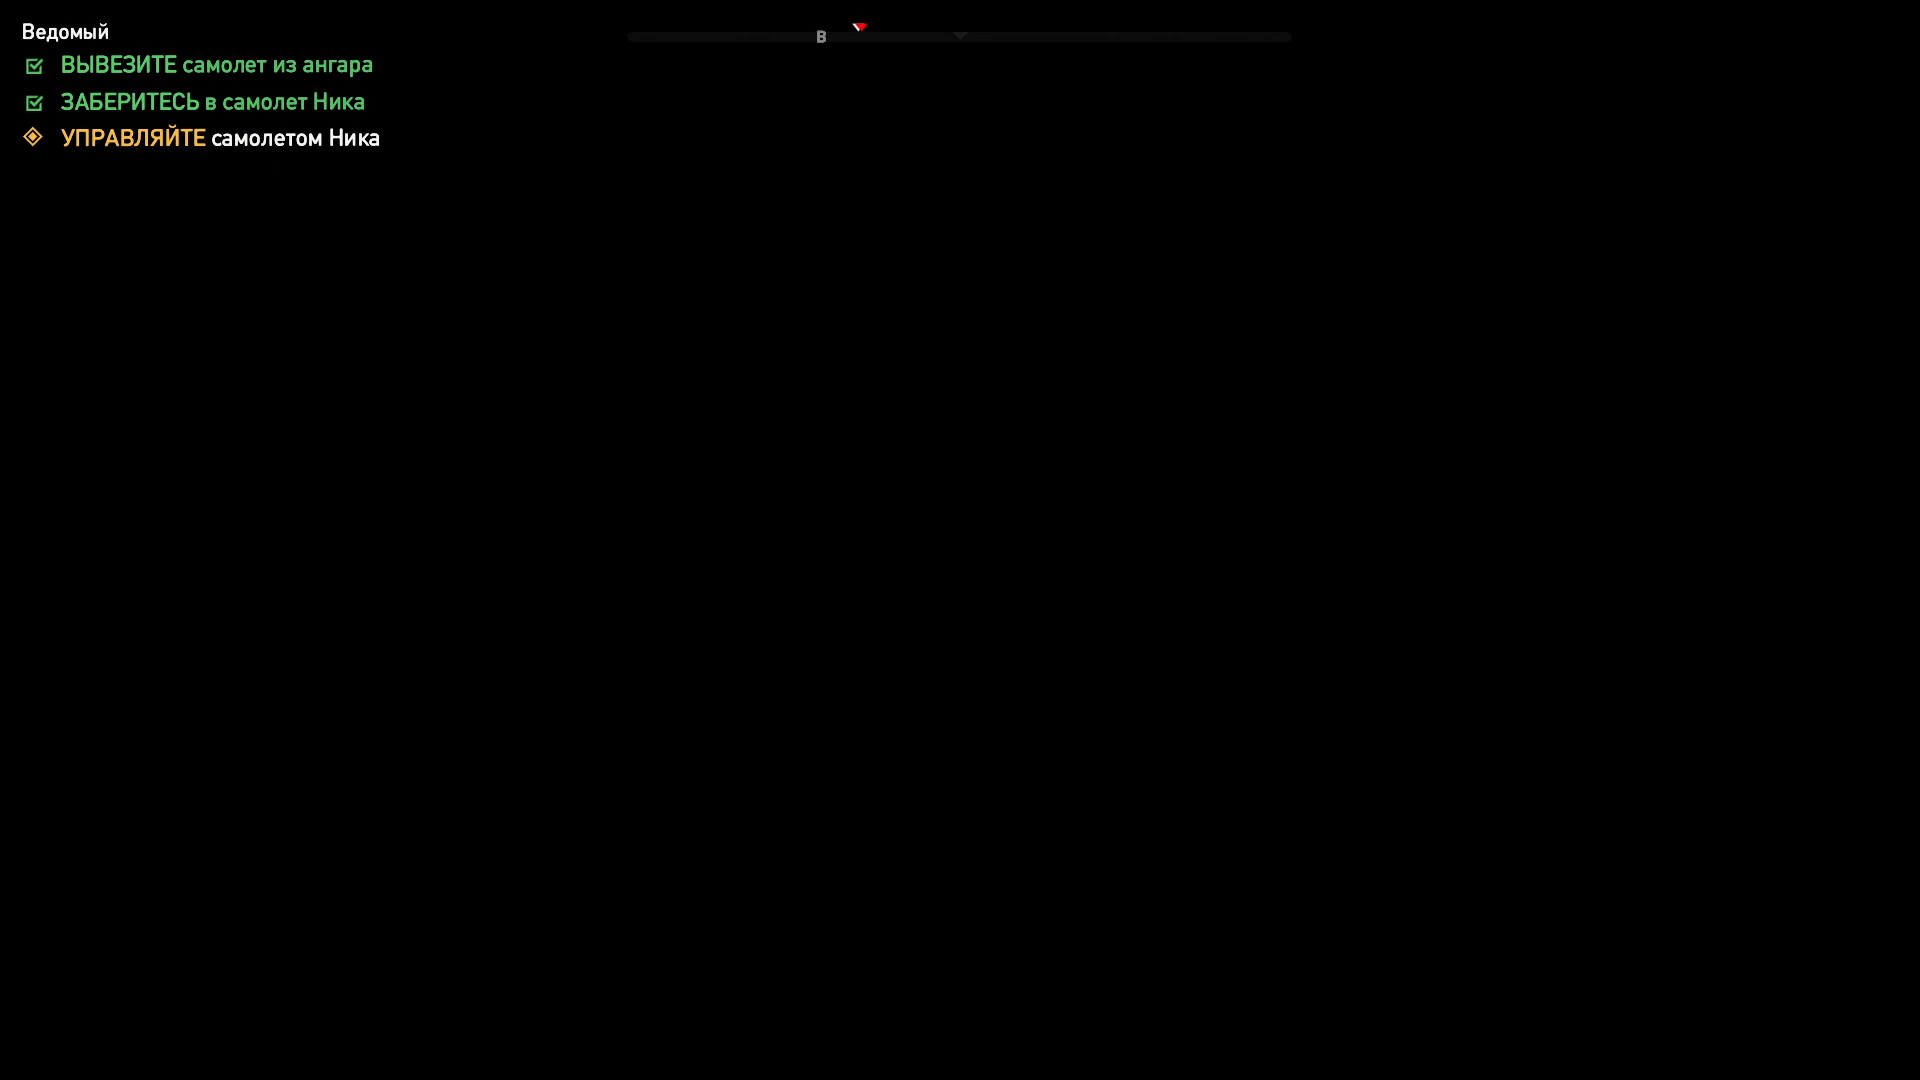 Ведомый
В
ВЫВЕЗИТЕ самолет из ангара
ЗАБЕРИТЕСЬ в самолет Ника
УПРАВЛЯЙТЕ самолетом Ника